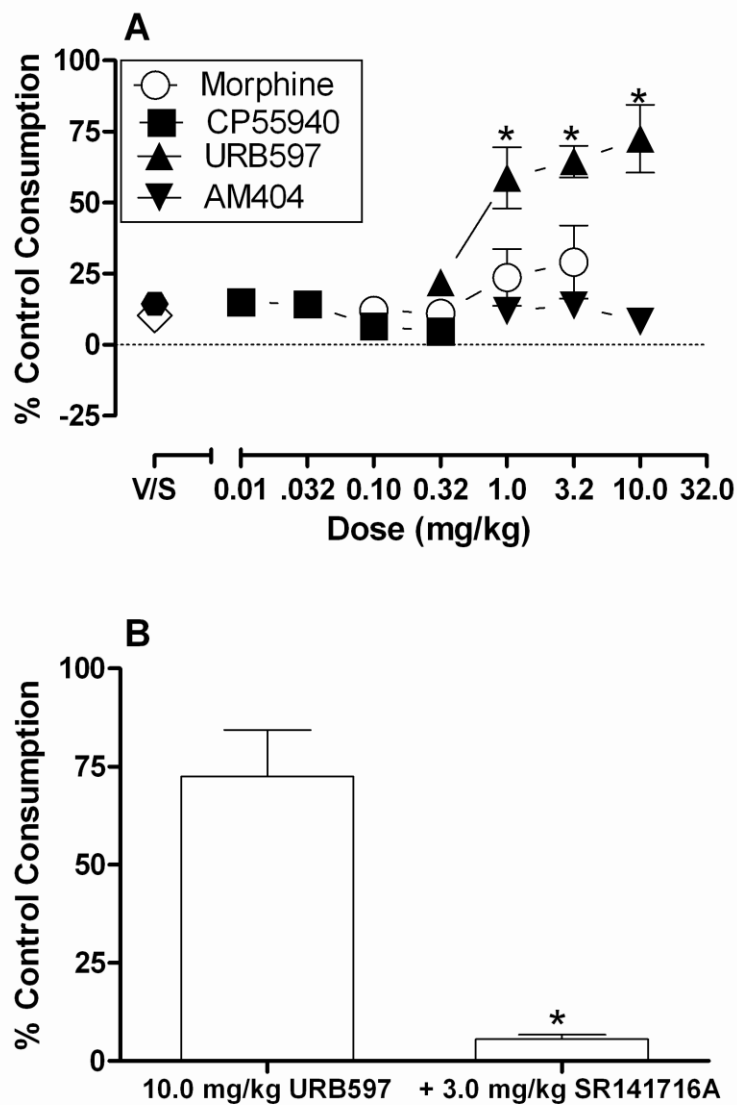 A
% Control Consumption
100
75
50
25
0
-25
Morphine
CP55940
URB597
AM404
* * *
V/S 0.01 .032 0.10 0.32 1.0 3.2 10.0 32.0
Dose (mg/kg)
B
% Control Consumption
100
75
50
25
0
*
10.0 mg/kg URB597 + 3.0 mg/kg SR141716A